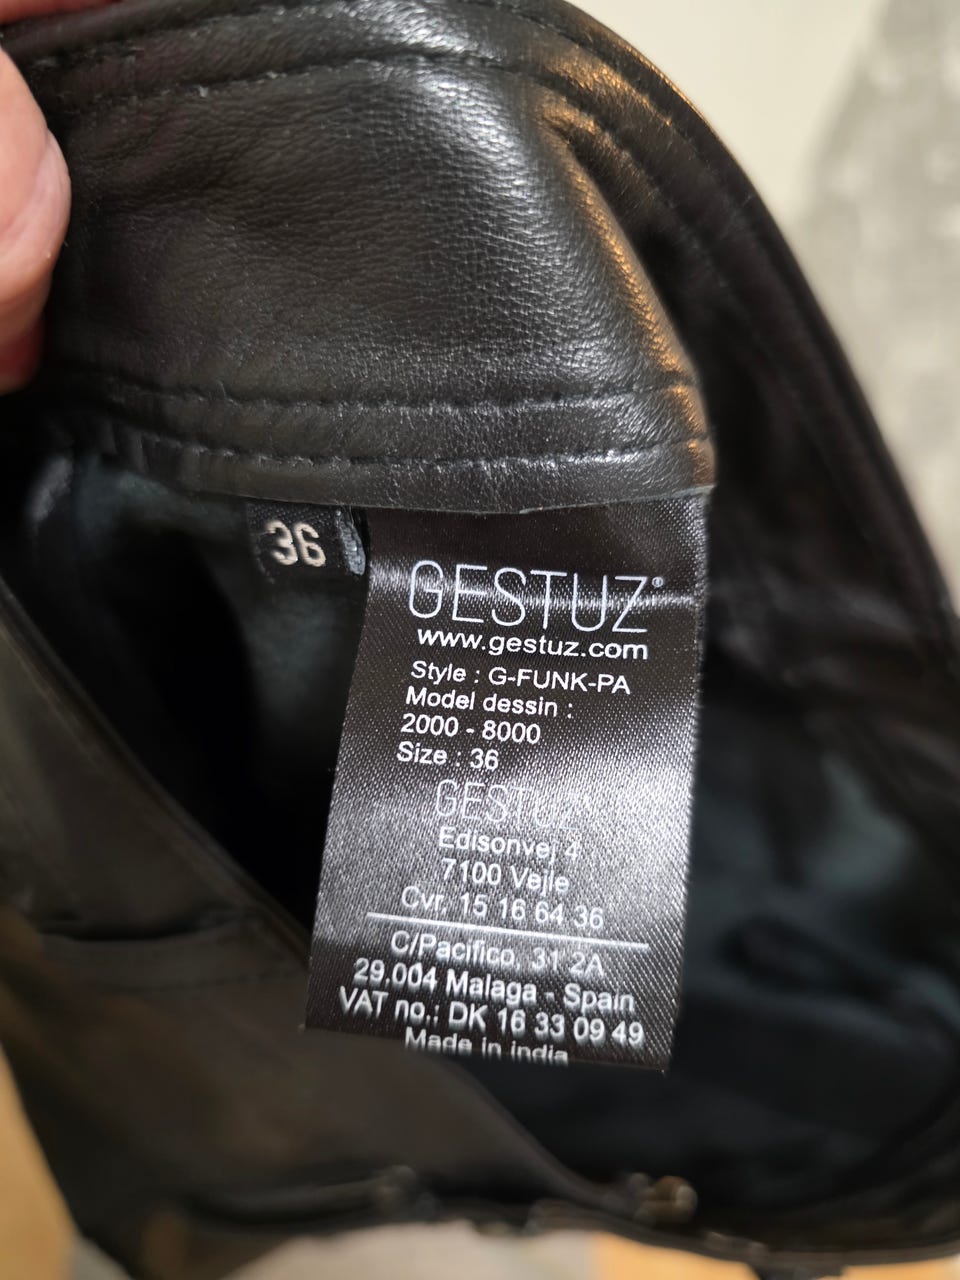 36
GESTUZ®
www.gestuz.com
Style : G-FUNK-PA
Model dessin :
2000 - 8000
Size : 36
GESTUZ
Edisonvej 4
7100 Vejle
Cvr. 15 16 64 36
C/Pacifico, 31 2A
29.004 Malaga - Spain
VAT no.: DK 16 33 09 49
Made in india